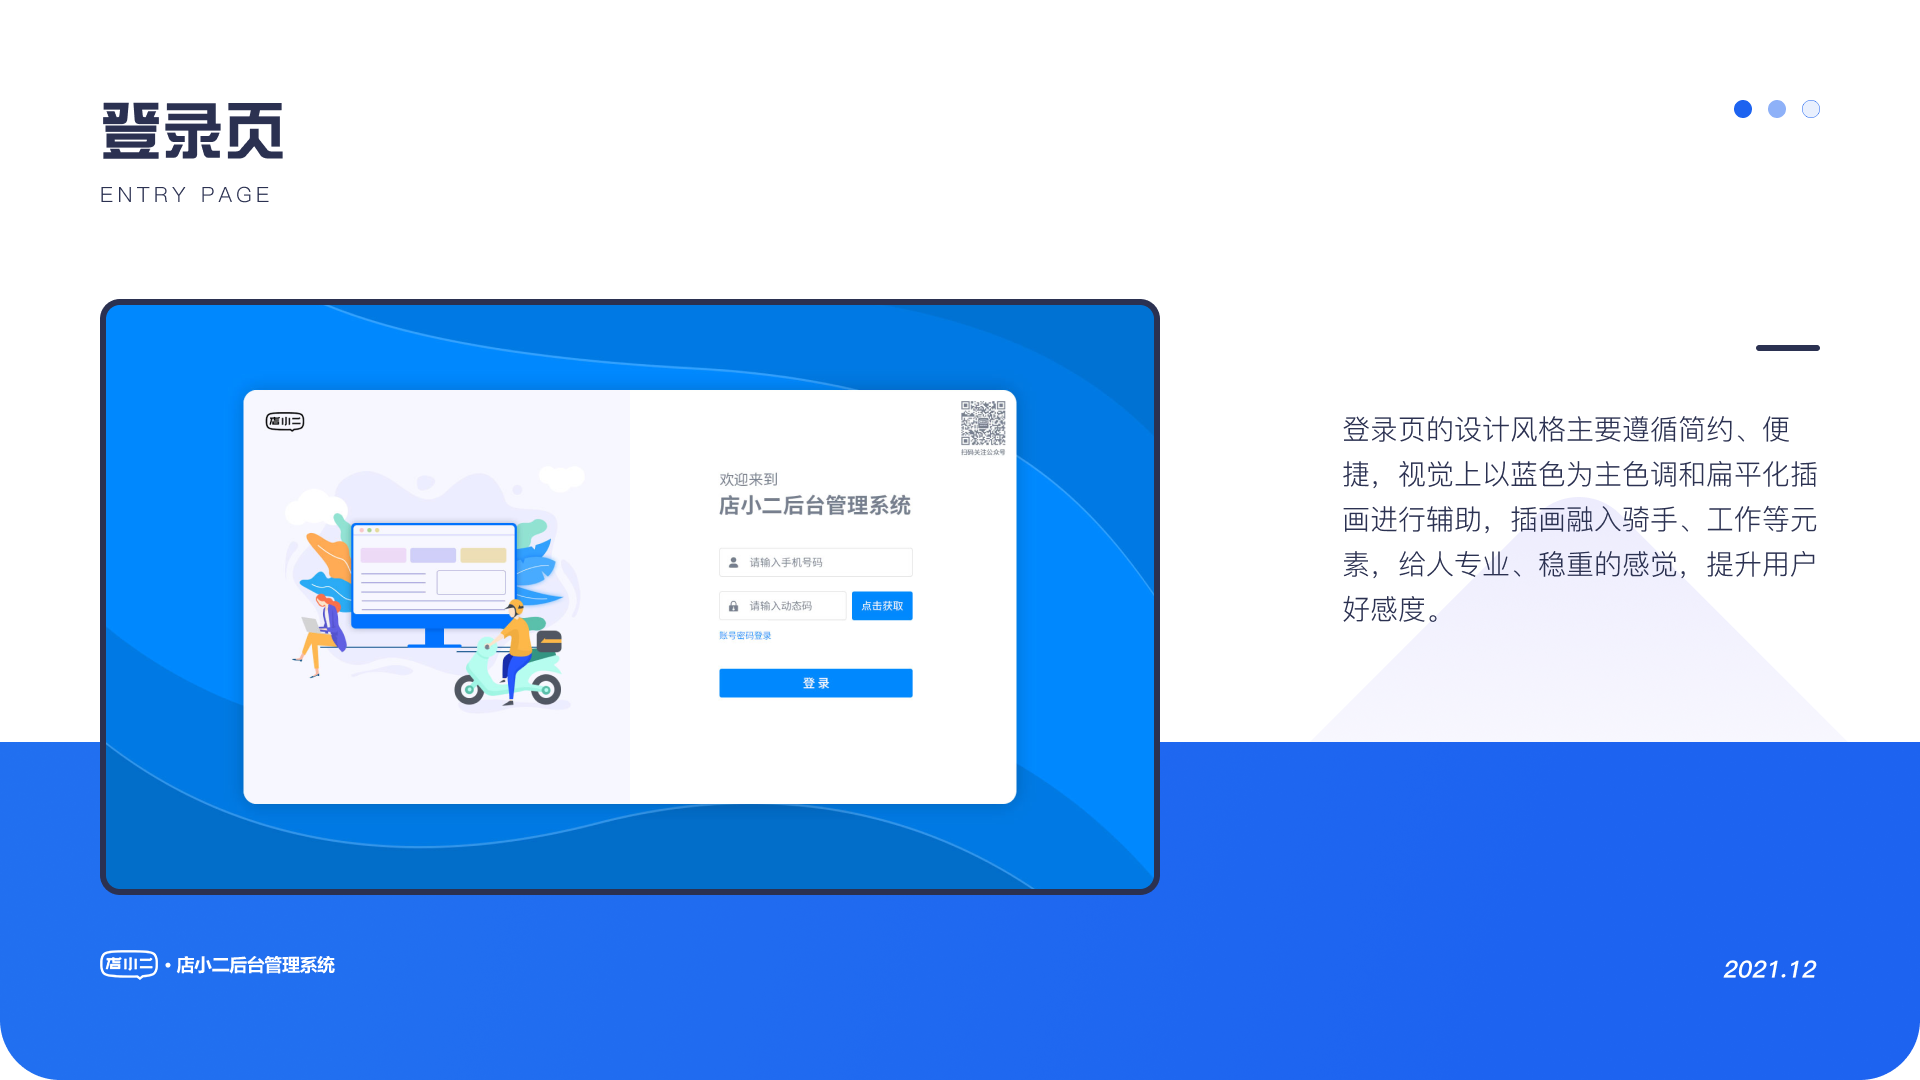 登录页
ENTRY PAGE
店小二
扫码关注公众号
欢迎来到
店小二后台管理系统
请输入手机号码
请输入动态码
点击获取
账号密码登录
登 录
登录页的设计风格主要遵循简约、便
捷，视觉上以蓝色为主色调和扁平化插
画进行辅助，插画融入骑手、工作等元
素，给人专业、稳重的感觉，提升用户
好感度。
店小二·店小二后台管理系统
2021.12